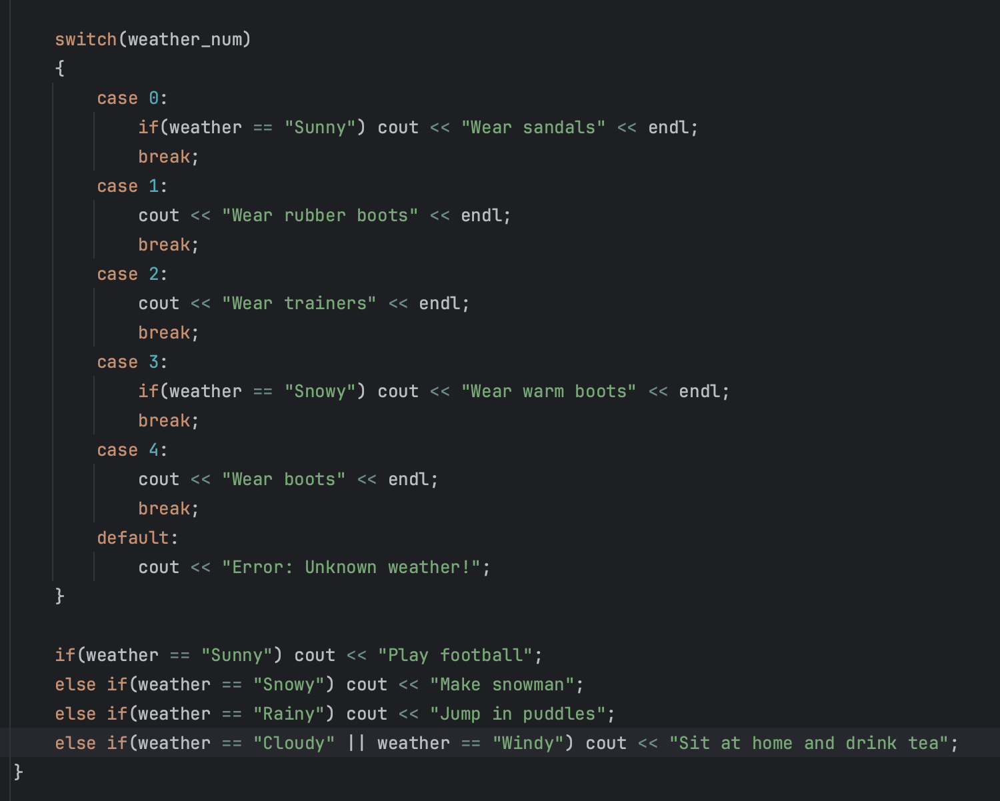 switch(weather_num)
{
case 0:
if(weather == "Sunny") cout << "Wear sandals" << endl;
break;
case 1:
cout << "Wear rubber boots" << endl;
break;
case 2:
cout << "Wear trainers" << endl;
break;
case 3:
if(weather == "Snowy") cout << "Wear warm boots" << endl;
break;
case 4:
cout << "Wear boots" << endl;
break;
default:
cout << "Error: Unknown weather!";
}
if(weather == "Sunny") cout << "Play football";
else if(weather == "Snowy") cout << "Make snowman";
else if(weather == "Rainy") cout << "Jump in puddles";
else if(weather == "Cloudy" || weather == "Windy") cout << "Sit at home and drink tea";
}